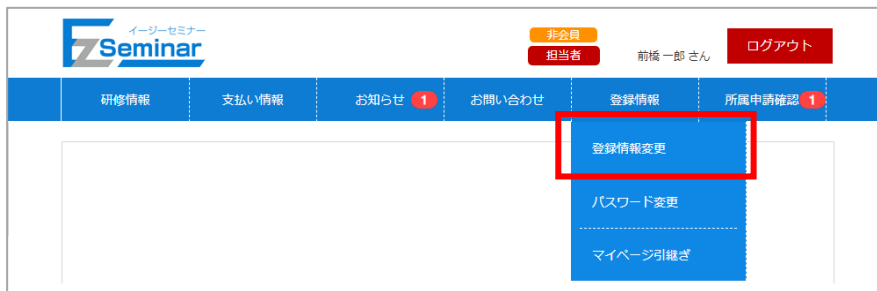 イージーセミナー
EzSeminar
非会員
担当者
前橋 一郎 さん
ログアウト
研修情報
支払い情報
お知らせ 1
お問い合わせ
登録情報
所属申請確認 1
登録情報変更
パスワード変更
マイページ引継ぎ